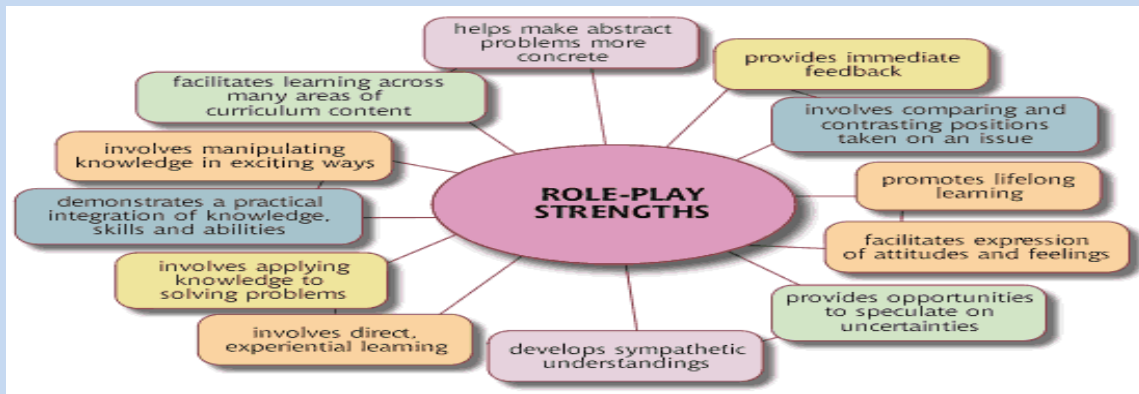 helps make abstract
problems more
concrete
provides immediate
feedback
involves comparing and
contrasting positions
taken on an issue
promotes lifelong
learning
facilitates expression
of attitudes and feelings
provides opportunities
to speculate on
uncertainties
develops sympathetic
understandings
involves direct,
experiential learning
involves applying
knowledge to
solving problems
demonstrates a practical
integration of knowledge,
skills and abilities
involves manipulating
knowledge in exciting ways
facilitates learning across
many areas of
curriculum content
ROLE-PLAY
STRENGTHS